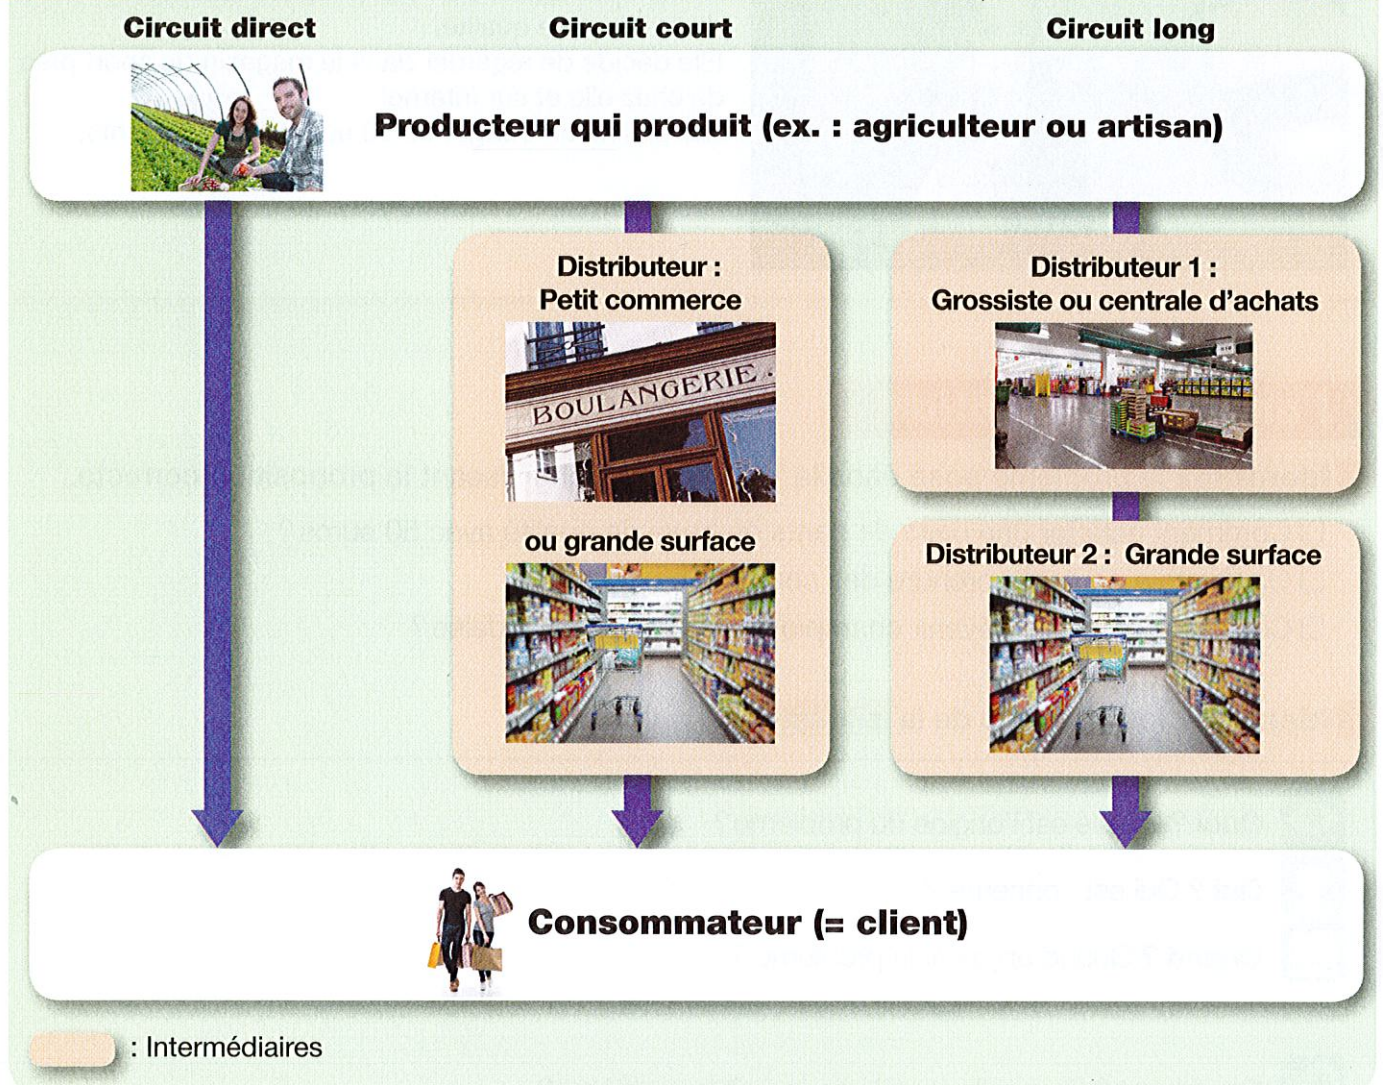 Circuit direct
Circuit court
Circuit long
Producteur qui produit (ex. : agriculteur ou artisan)
Distributeur :
Petit commerce
BOULANGERIE.
ou grande surface
Distributeur 1 :
Grossiste ou centrale d'achats
Distributeur 2 : Grande surface
Consommateur (= client)
: Intermédiaires